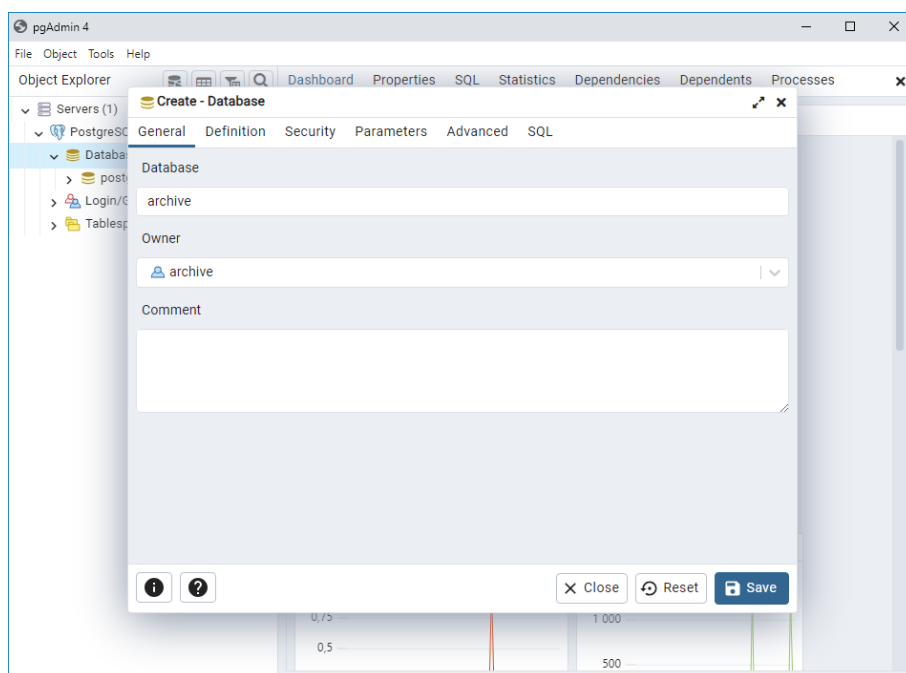 pgAdmin 4
File Object Tools Help
Object Explorer
Dashboard Properties SQL Statistics Dependencies Dependents Processes
Create - Database
Servers (1)
General Definition Security Parameters Advanced SQL
Database
archive
Owner
archive
Comment
Close Reset Save
0,75
1 000
0,5
500